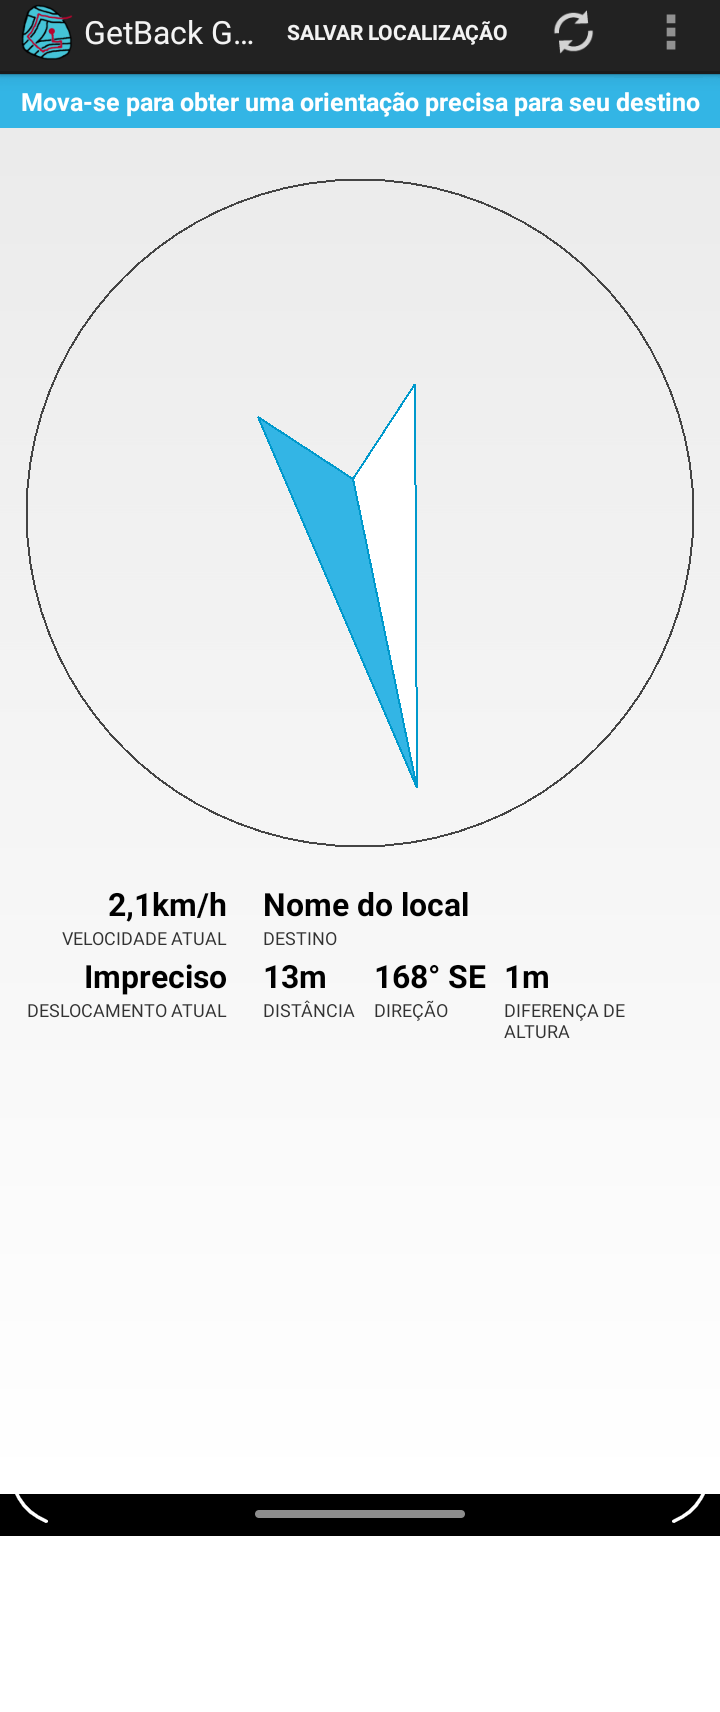 GetBack G... SALVAR LOCALIZAÇÃO
Mova-se para obter uma orientação precisa para seu destino
2,1km/h Nome do local
VELOCIDADE ATUAL DESTINO
Impreciso 13m 168° SE 1m
DESLOCAMENTO ATUAL DISTÂNCIA DIREÇÃO DIFERENÇA DE
ALTURA